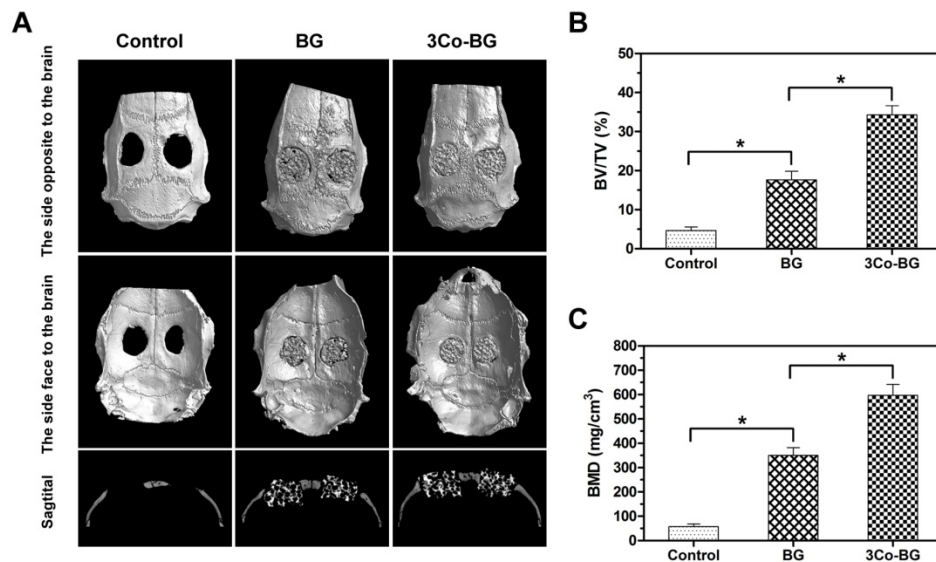 A
Control
BG
3Co-BG
The side opposite to the brain
The side face to the brain
Sagtital
B
BV/TV (%)
50
40
30
20
10
0
*
*
Control
BG
3Co-BG
C
BMD (mg/cm³)
800
700
600
500
400
300
200
100
0
*
*
Control
BG
3Co-BG